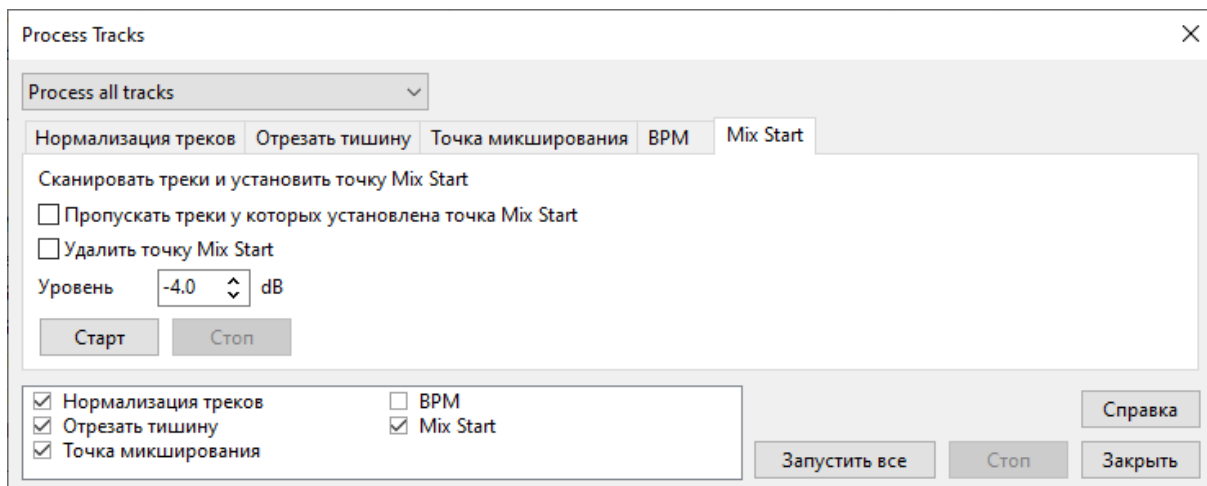 Process Tracks
Process all tracks
Нормализация треков Отрезать тишину Точка микширования BPM Mix Start
Сканировать треки и установить точку Mix Start
Пропускать треки у которых установлена точка Mix Start
Удалить точку Mix Start
Уровень -4.0 dB
Старт Стоп
Нормализация треков BPM
Отрезать тишину Mix Start
Точка микширования
Справка
Запустить все Стоп Закрыть